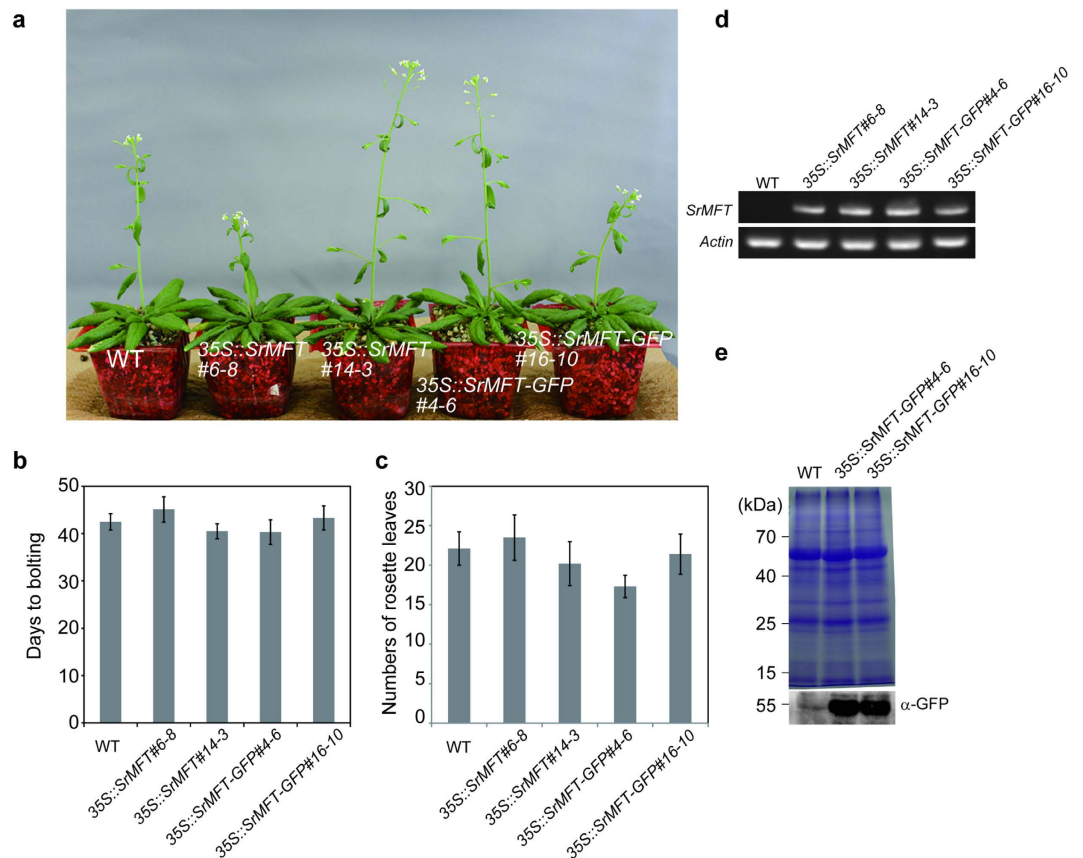 a
WT
35S::SrMFT
#6-8
35S::SrMFT
#14-3
35S::SrMFT-GFP
#4-6
35S::SrMFT-GFP
#16-10
b
Days to bolting
50
40
30
20
10
0
WT
35S::SrMFT#6-8
35S::SrMFT#14-3
35S::SrMFT-GFP#4-6
35S::SrMFT-GFP#16-10
c
Numbers of rosette leaves
30
25
20
15
10
5
0
WT
35S::SrMFT#6-8
35S::SrMFT#14-3
35S::SrMFT-GFP#4-6
35S::SrMFT-GFP#16-10
d
WT
35S::SrMFT#6-8
35S::SrMFT#14-3
35S::SrMFT-GFP#4-6
35S::SrMFT-GFP#16-10
SrMFT
Actin
e
WT
35S::SrMFT-GFP#4-6
35S::SrMFT-GFP#16-10
(kDa)
70
40
25
15
55
α-GFP